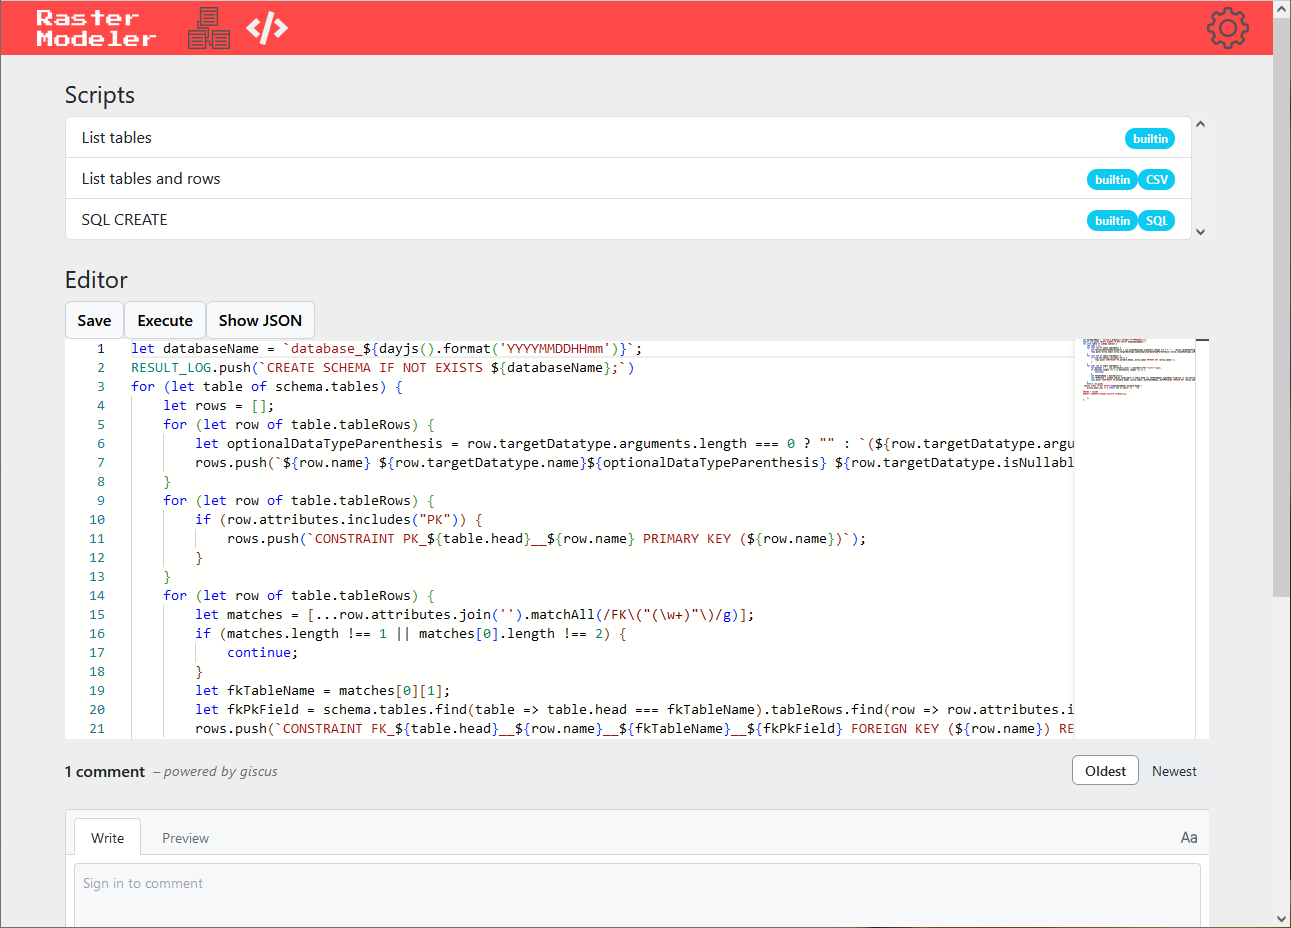 Raster
Modeler
Scripts
List tables builtin
List tables and rows builtin CSV
SQL CREATE builtin SQL
Editor
Save Execute Show JSON
1 let databaseName = `database_${dayjs().format('YYYYMMDDHHmm')}`;
2 RESULT_LOG.push(`CREATE SCHEMA IF NOT EXISTS ${databaseName};`)
3 for (let table of schema.tables) {
4 let rows = [];
5 for (let row of table.tableRows) {
6 let optionalDataTypeParenthesis = row.targetDatatype.arguments.length === 0 ? "" : `(${row.targetDatatype.argu
7 rows.push(`${row.name} ${row.targetDatatype.name}${optionalDataTypeParenthesis} ${row.targetDatatype.isNullabl
8 }
9 for (let row of table.tableRows) {
10 if (row.attributes.includes("PK")) {
11 rows.push(`CONSTRAINT PK_${table.head}__${row.name} PRIMARY KEY (${row.name})`);
12 }
13 }
14 for (let row of table.tableRows) {
15 let matches = [...row.attributes.join('').matchAll(/FK\("(\w+)"\)/g)];
16 if (matches.length !== 1 || matches[0].length !== 2) {
17 continue;
18 }
19 let fkTableName = matches[0][1];
20 let fkPkField = schema.tables.find(table => table.head === fkTableName).tableRows.find(row => row.attributes.i
21 rows.push(`CONSTRAINT FK_${table.head}__${row.name}__${fkTableName}__${fkPkField} FOREIGN KEY (${row.name}) RE
1 comment – powered by giscus Oldest Newest
Write Preview Aa
Sign in to comment